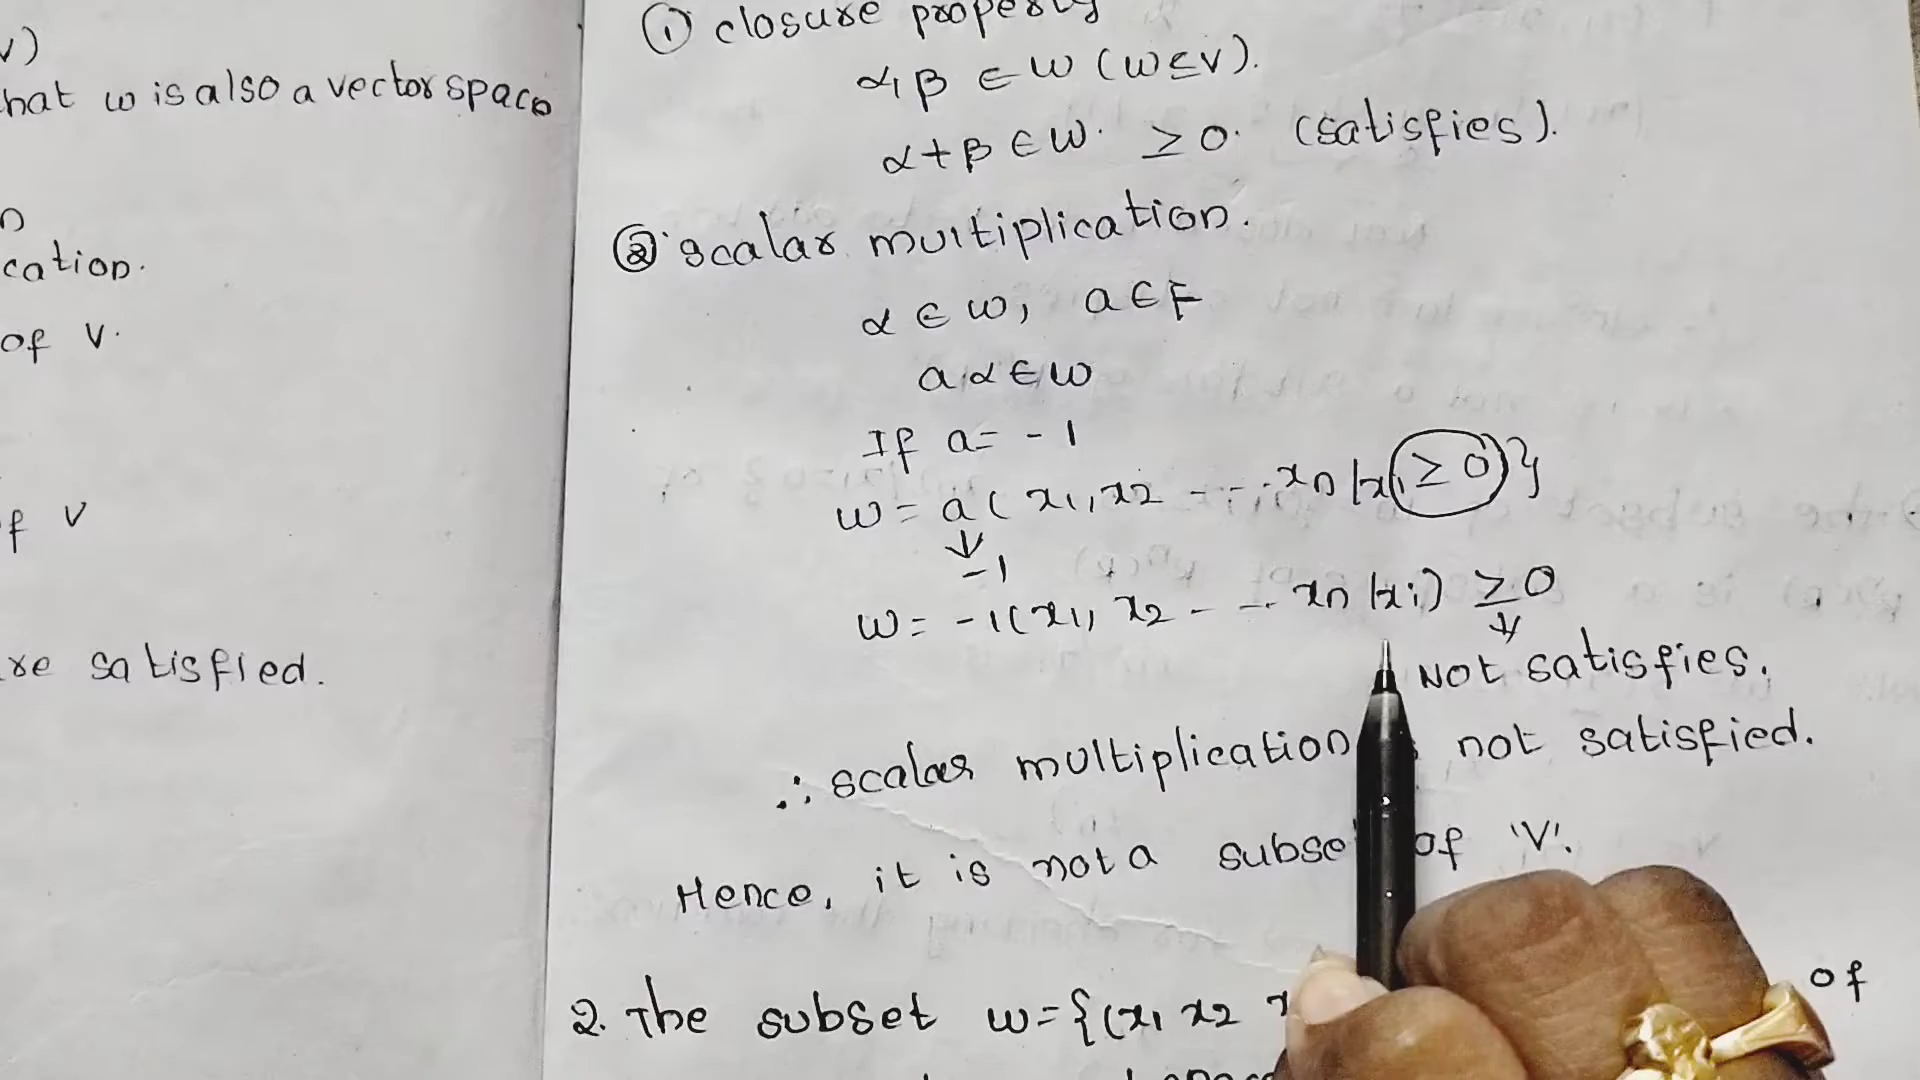 v)
hat w is also a vector space
n
cation.
of V.
f V
re satisfied.
① closure property
α, β ∈ W (W⊆V).
α+β ∈ W. ≥0. (satisfies).
② scalar multiplication.
α ∈ W, a ∈ F
a.α ∈ W
If a= -1
W= a (x1, x2 --- xn | xi ≥0)}
↓
-1
W= -1(x1, x2 - -- xn |xi) ≥0
↓
Not satisfies.
∴ scalar multiplication not satisfied.
Hence, it is not a subse of 'V'.
2. The subset W={(x1 x2 of